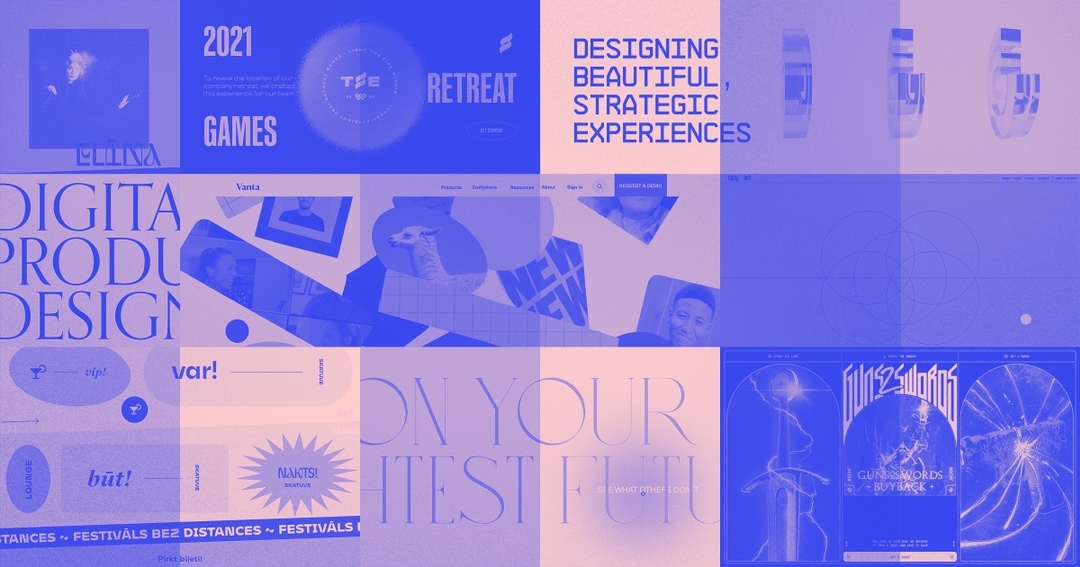 ELĪNA
2021
To reveal the location of our
company retreat, we crafted
this experience for our team
GAMES
RETREAT
GET STARTED
DESIGNING
BEAUTIFUL,
STRATEGIC
EXPERIENCES
DIGITA
PRODU
DESIGN
Vanta
Products Customers Resources About Sign in REQUEST A DEMO
NEW
NEW
vip!
var!
SKATUVE
LOUNGE
būt!
SKATUVE
NAKTS!
SKATUVE
STANCES ~ FESTIVĀLS BEZ DISTANCES ~ FESTIVĀLS
Pirkt biļeti!
ON YOUR
HTEST FUTU
SEE WHAT OTHERS DON'T
GUNS2SWORDS
GUNS2SWORDS
BUYBACK